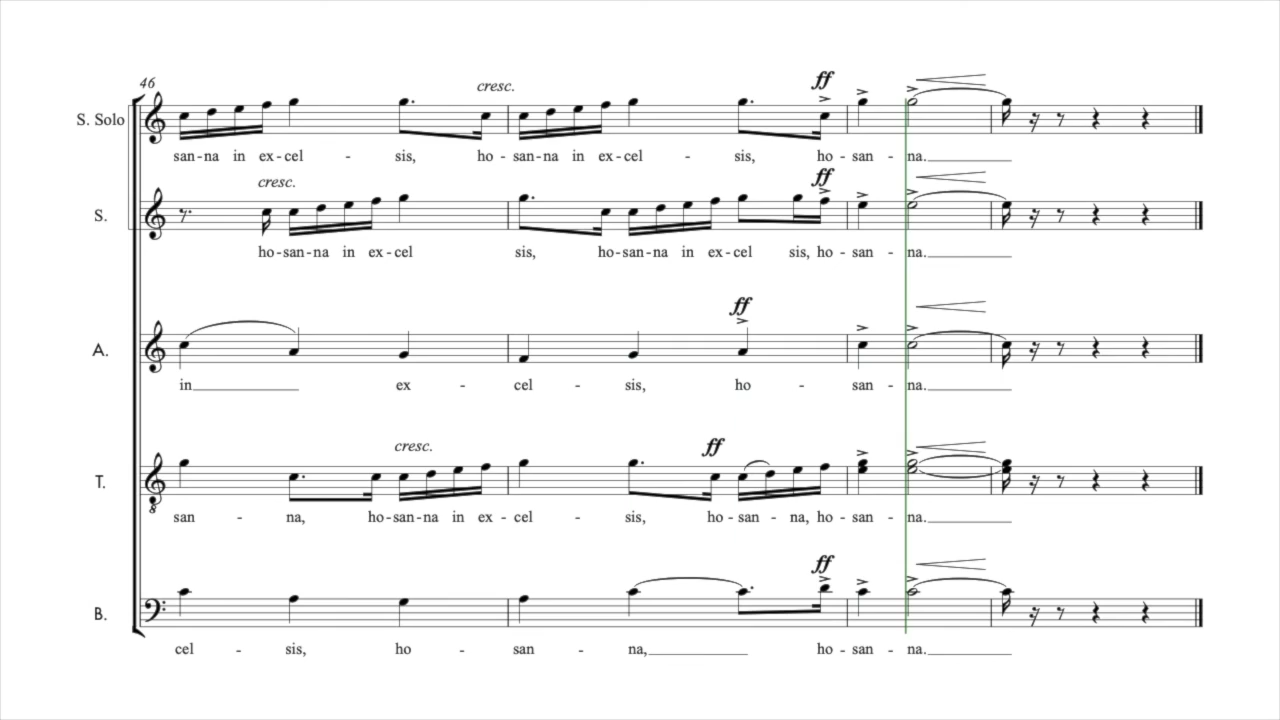 46
cresc.
ff
S. Solo
san-na in ex-cel - sis, ho - san-na in ex-cel - sis, ho - san - na.
cresc.
ff
S.
ho-san-na in ex-cel sis, ho-san-na in ex-cel sis, ho - san - na.
ff
A.
in ex - cel - sis, ho - san - na.
cresc.
ff
T.
8
san - na, ho-san-na in ex - cel - sis, ho - san - na, ho - san - na.
ff
B.
cel - sis, ho - san - na, ho - san - na.